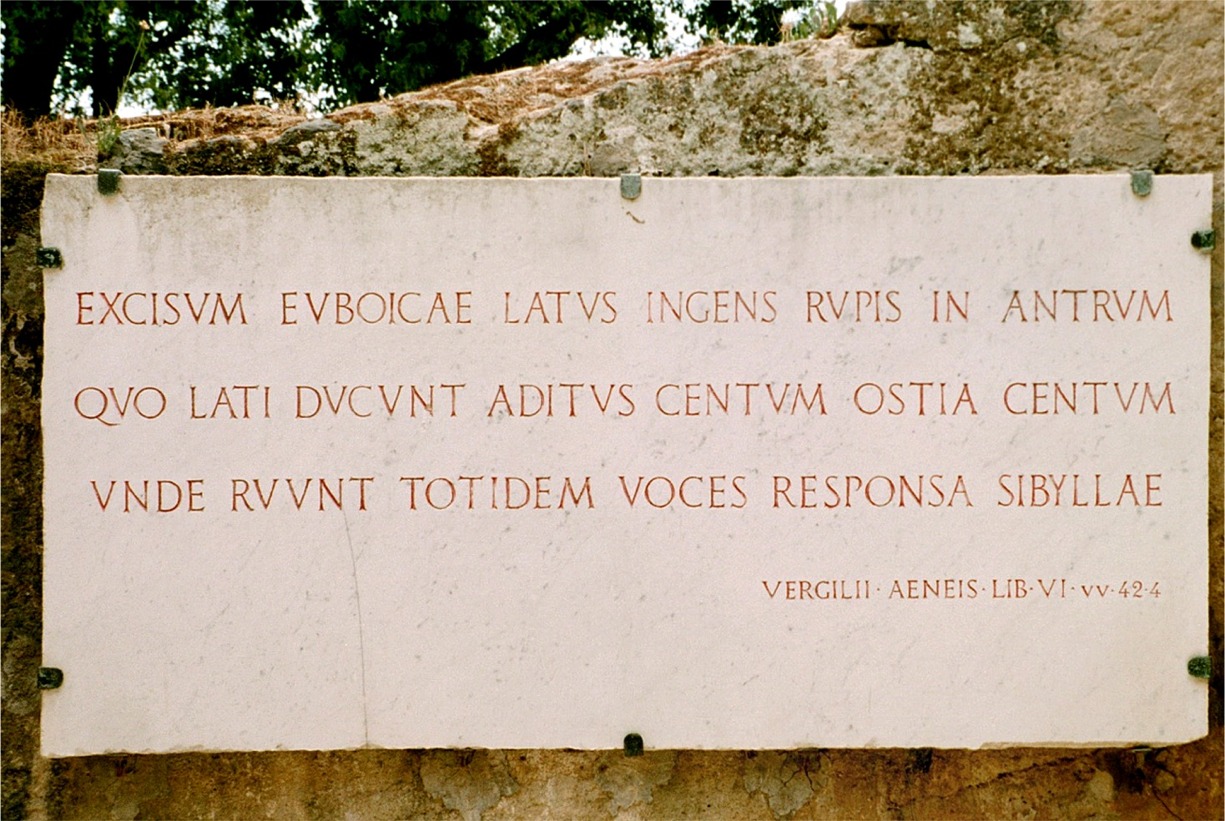 EXCISVM EVBOICAE LATVS INGENS RVPIS IN ANTRVM
QVO LATI DVCVNT ADITVS CENTVM OSTIA CENTVM
VNDE RVVNT TOTIDEM VOCES RESPONSA SIBYLLAE
VERGILII · AENEIS · LIB · VI · vv · 42·4